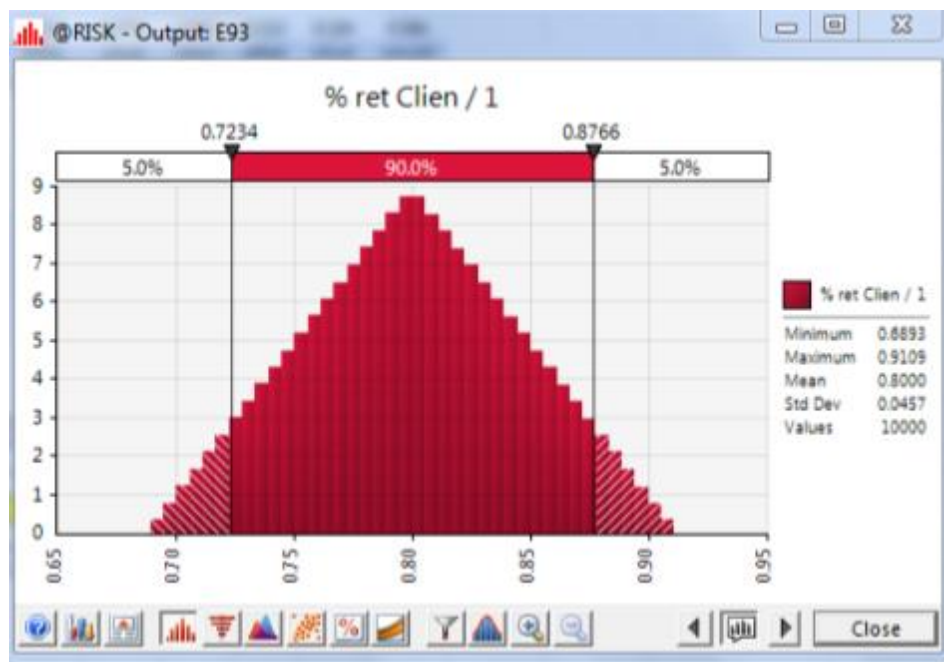 @RISK - Output: E93
% ret Clien / 1
0.7234 0.8766
5.0% 90.0% 5.0%
9
8
7
6
5
4
3
2
1
0
0.65 0.70 0.75 0.80 0.85 0.90 0.95
% ret Clien / 1
Minimum 0.6893
Maximum 0.9109
Mean 0.8000
Std Dev 0.0457
Values 10000
Close